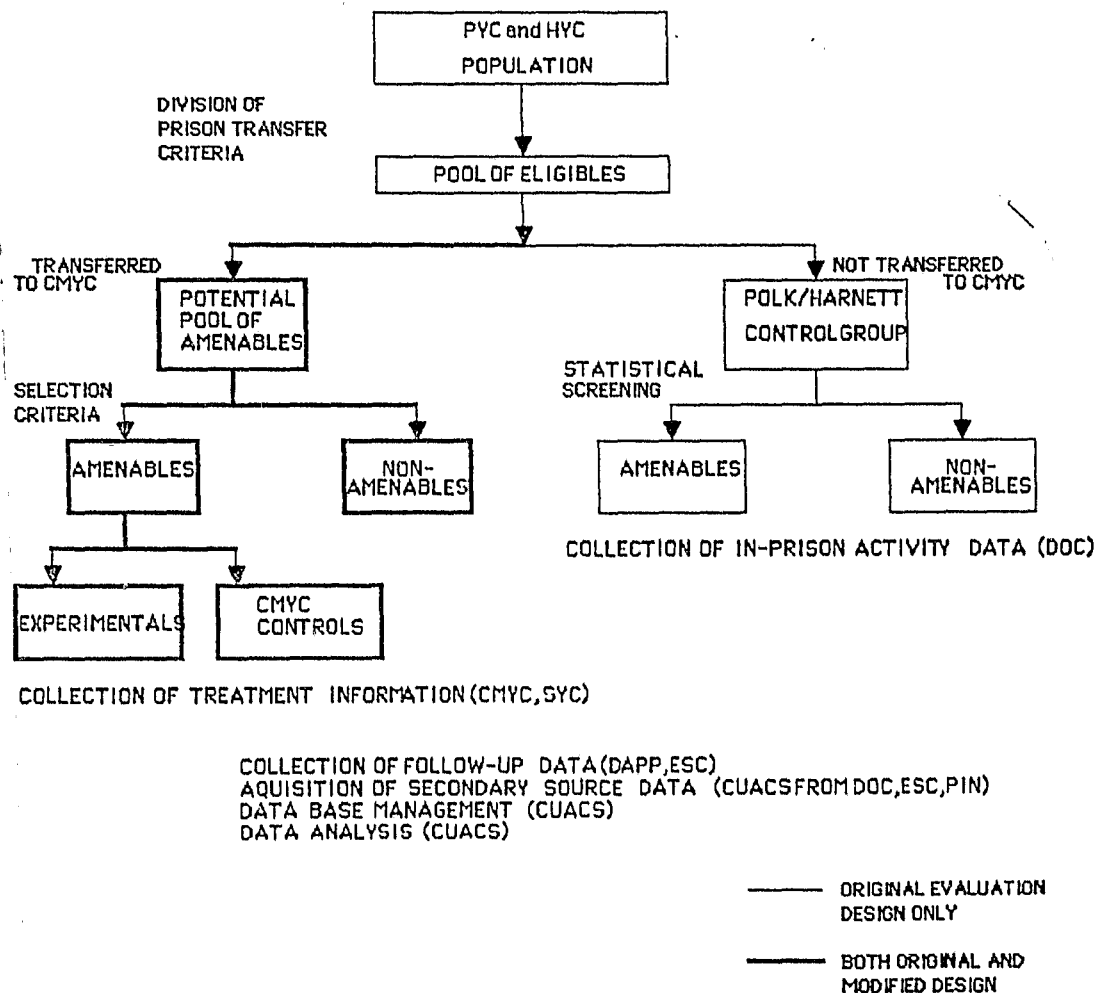 PYC and HYC
POPULATION
DIVISION OF
PRISON TRANSFER
CRITERIA
POOL OF ELIGIBLES
TRANSFERRED
TO CMYC
NOT TRANSFERRED
TO CMYC
POTENTIAL
POOL OF
AMENABLES
POLK/HARNETT
CONTROLGROUP
SELECTION
CRITERIA
STATISTICAL
SCREENING
AMENABLES
NON-
AMENABLES
AMENABLES
NON-
AMENABLES
COLLECTION OF IN-PRISON ACTIVITY DATA (DOC)
EXPERIMENTALS
CMYC
CONTROLS
COLLECTION OF TREATMENT INFORMATION (CMYC,SYC)
COLLECTION OF FOLLOW-UP DATA (DAPP,ESC)
AQUISITION OF SECONDARY SOURCE DATA (CUACS FROM DOC,ESC,PIN)
DATA BASE MANAGEMENT (CUACS)
DATA ANALYSIS (CUACS)
ORIGINAL EVALUATION
DESIGN ONLY
BOTH ORIGINAL AND
MODIFIED DESIGN